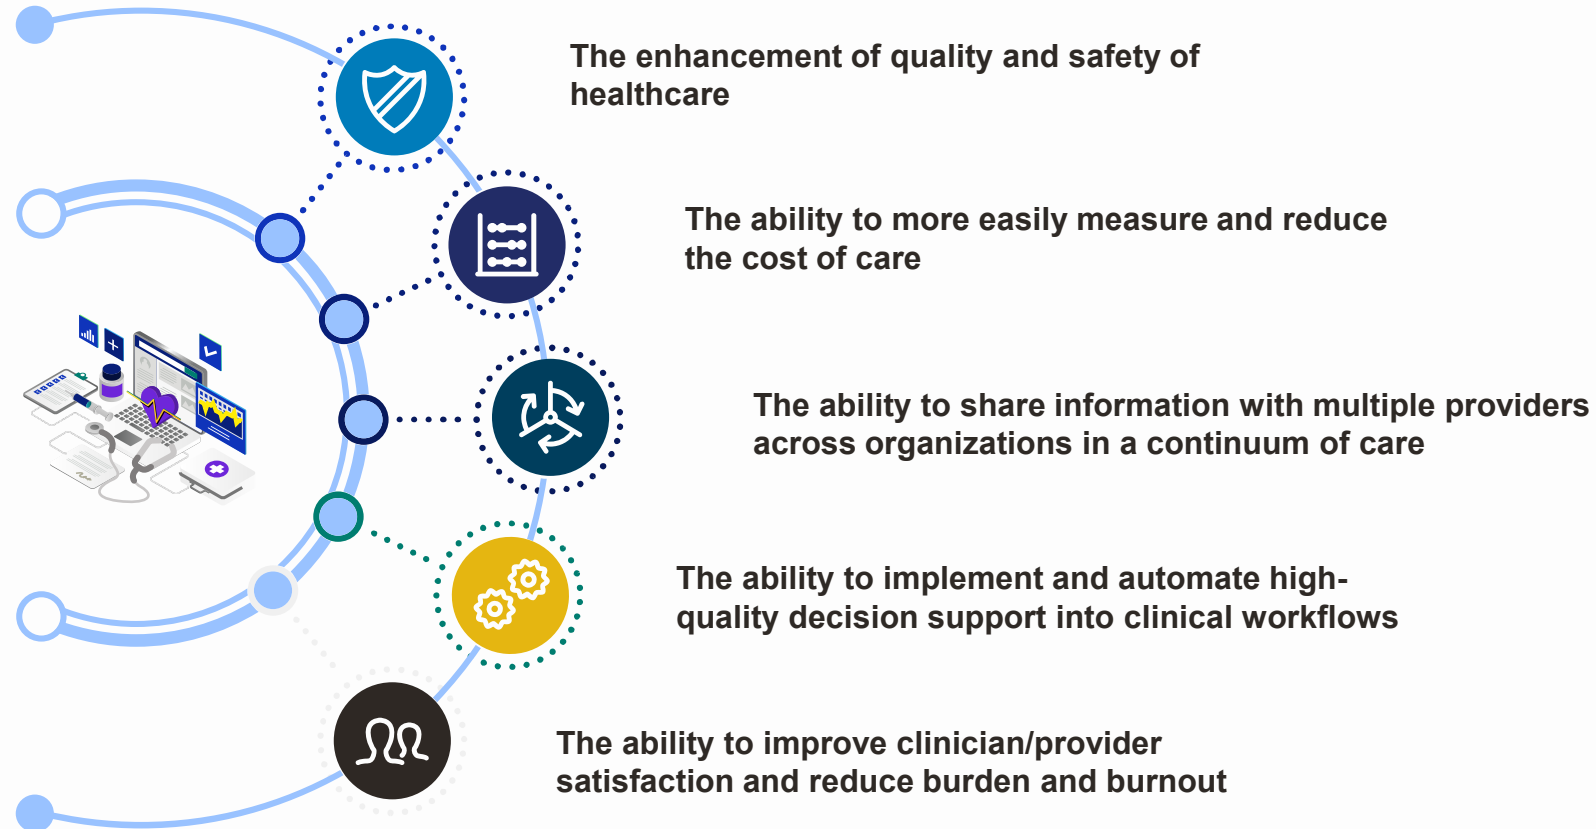 The enhancement of quality and safety of
healthcare
The ability to more easily measure and reduce
the cost of care
The ability to share information with multiple providers
across organizations in a continuum of care
The ability to implement and automate high-
quality decision support into clinical workflows
The ability to improve clinician/provider
satisfaction and reduce burden and burnout